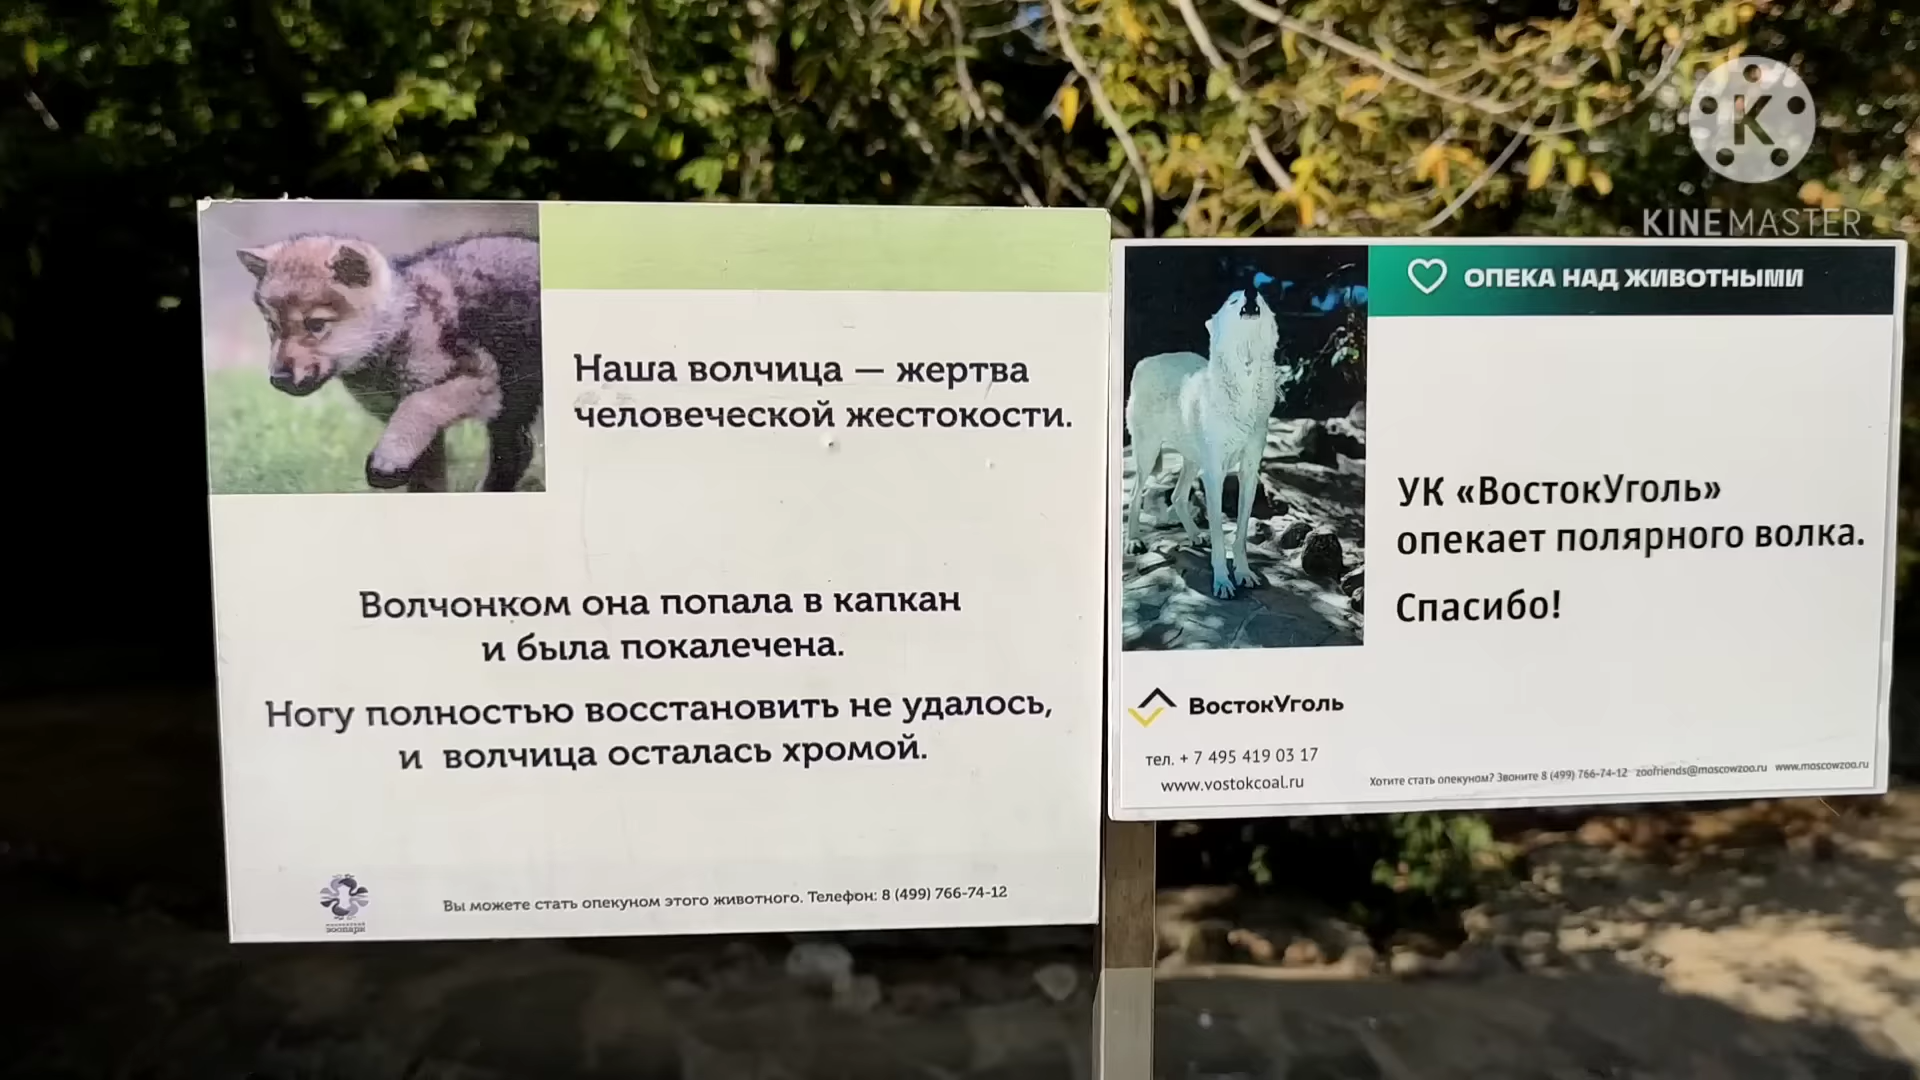 KINEMASTER
Наша волчица — жертва
человеческой жестокости.
Волчонком она попала в капкан
и была покалечена.
Ногу полностью восстановить не удалось,
и волчица осталась хромой.
зоопарк
Вы можете стать опекуном этого животного. Телефон: 8 (499) 766-74-12
ОПЕКА НАД ЖИВОТНЫМИ
УК «ВостокУголь»
опекает полярного волка.
Спасибо!
ВостокУголь
тел. + 7 495 419 03 17
www.vostokcoal.ru
Хотите стать опекуном? Звоните 8 (499) 766-74-12 zoofriends@moscowzoo.ru www.moscowzoo.ru